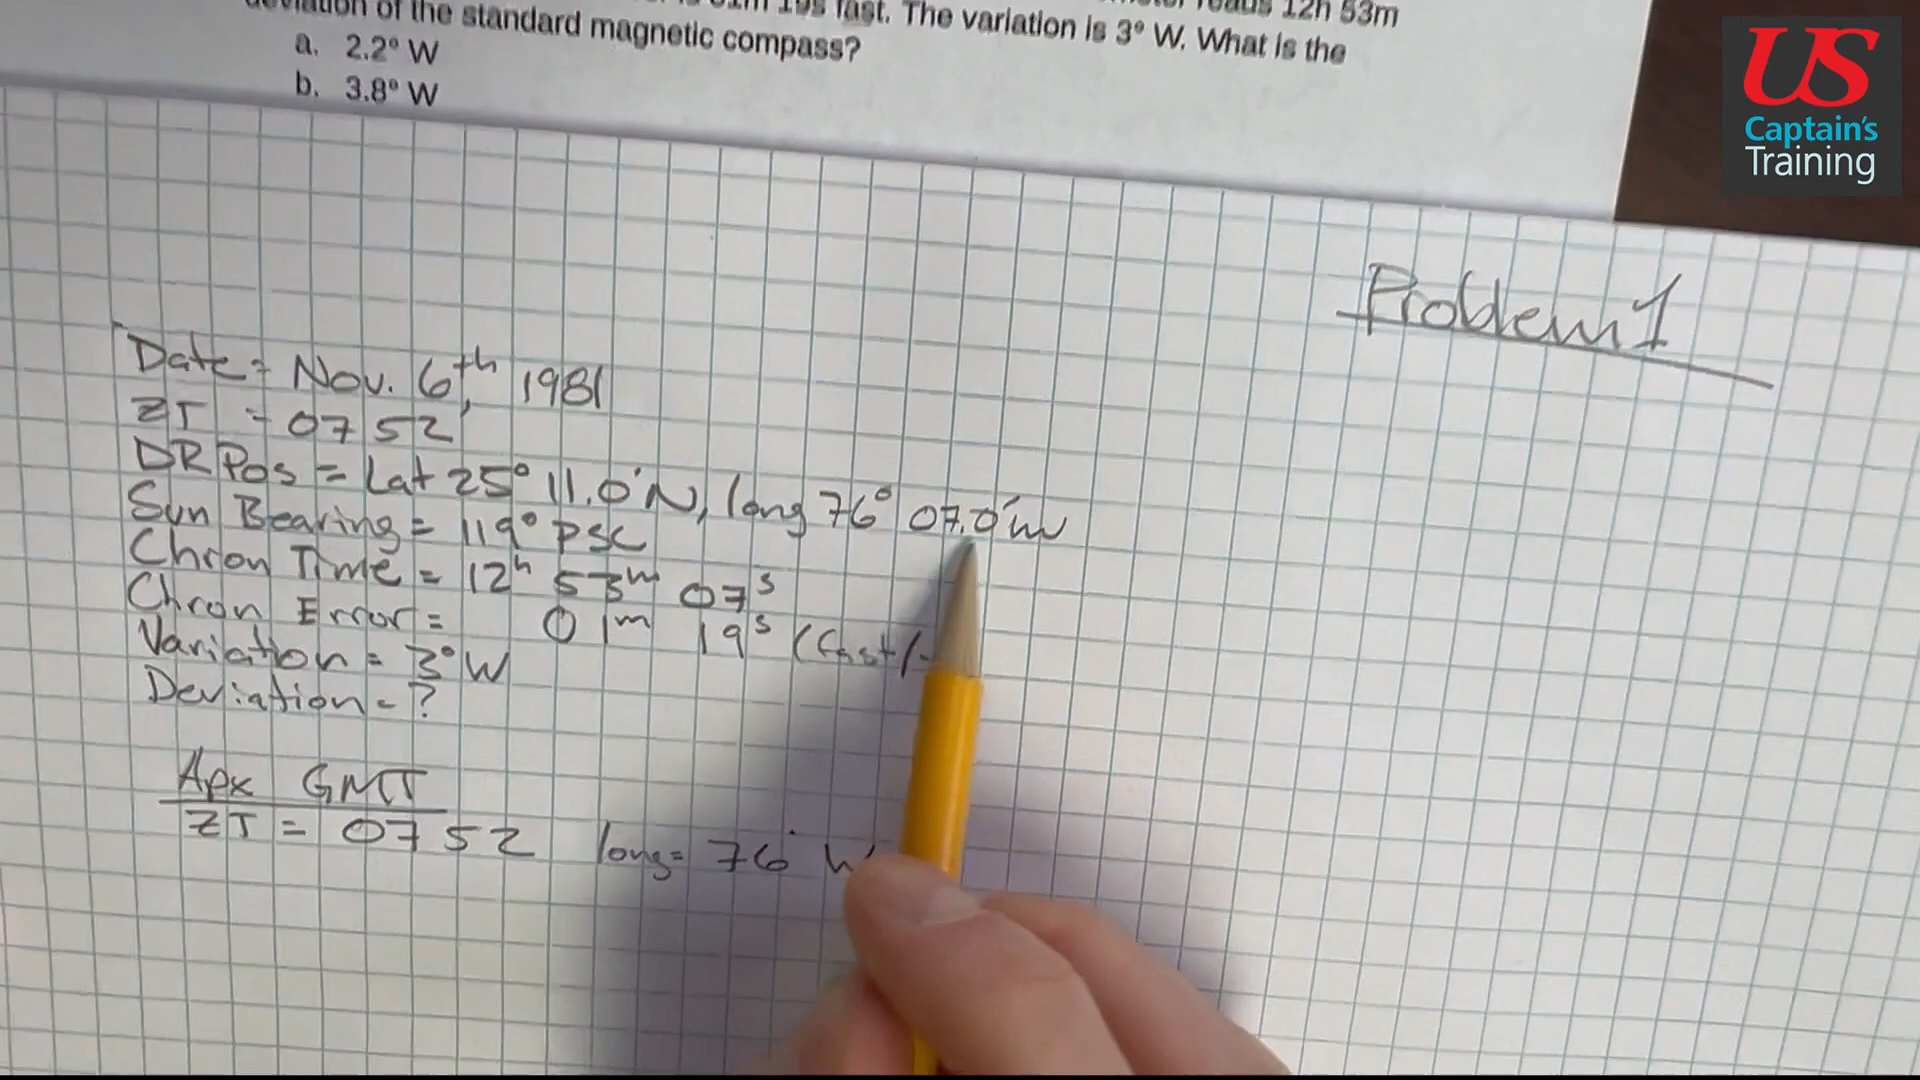 01m 19s fast. The variation is 3° W. What is the
reads 12h 53m
deviation of the standard magnetic compass?
a. 2.2° W
b. 3.8° W
US
Captain's
Training
Problem 1
Date = Nov. 6th, 1981
ZT = 0752
DR Pos = Lat 25° 11.0'N, long 76° 07.0'W
Sun Bearing = 119° psc
Chron Time = 12h 53m 07s
Chron Error = 01m 19s (fast/-
Variation = 3°W
Deviation = ?
Apx GMT
ZT = 0752 long = 76° W